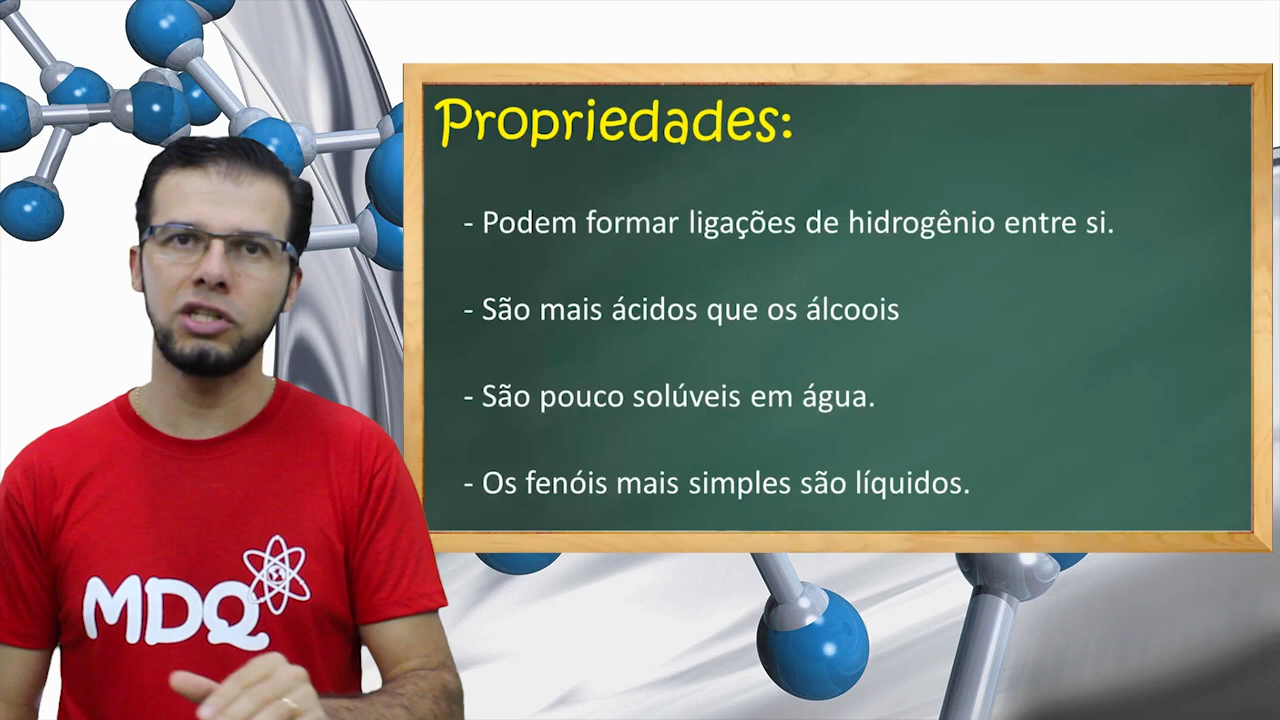 Propriedades:
- Podem formar ligações de hidrogênio entre si.
- São mais ácidos que os álcoois
- São pouco solúveis em água.
- Os fenóis mais simples são líquidos.
MDQ